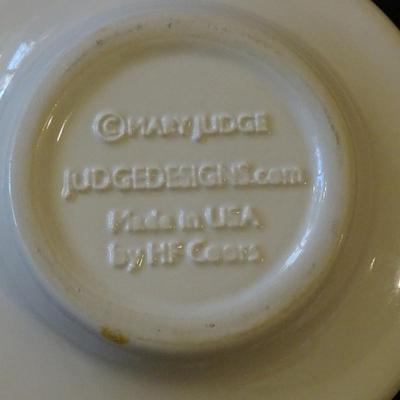 ©MARY JUDGE
JUDGEDESIGNS.com
Made in USA
by HF Coors